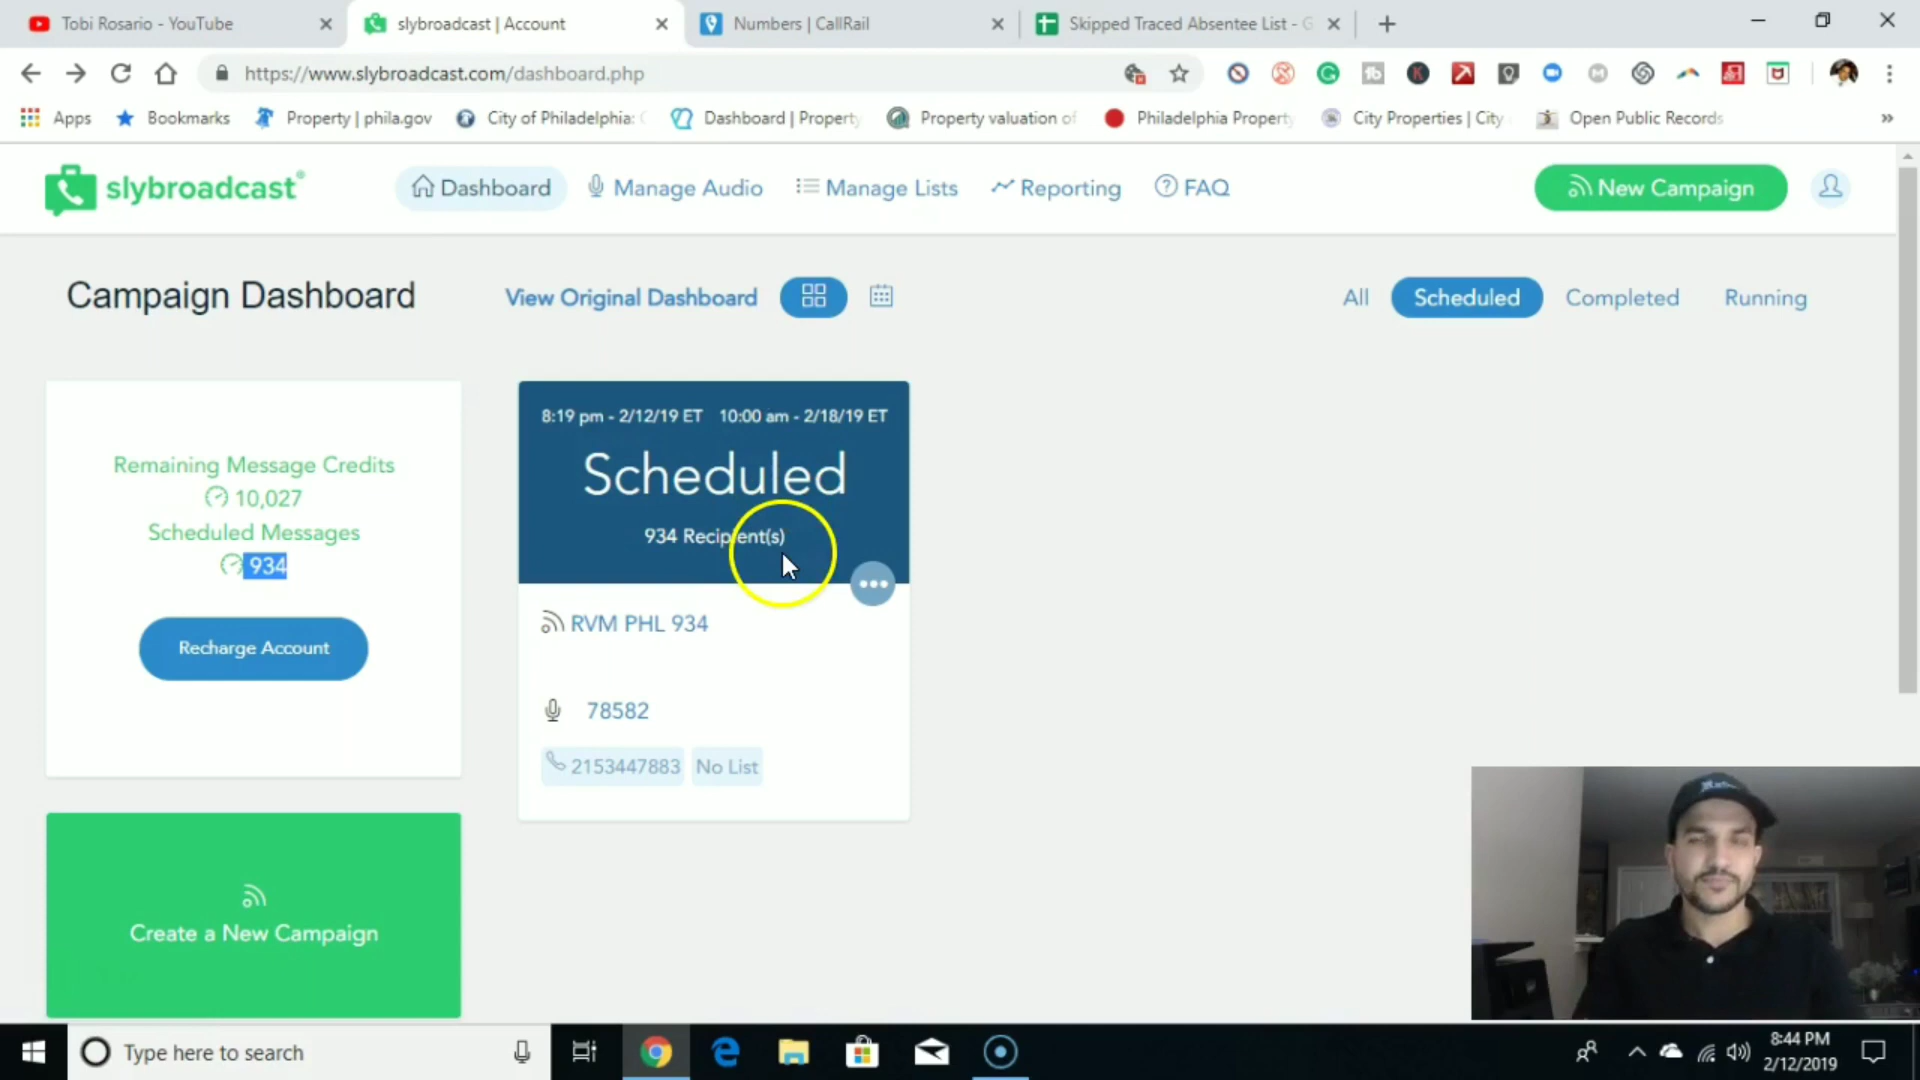 Tobi Rosario - YouTube
slybroadcast | Account
Numbers | CallRail
Skipped Traced Absentee List - G
https://www.slybroadcast.com/dashboard.php
Apps
Bookmarks
Property | phila.gov
City of Philadelphia:
Dashboard | Property
Property valuation of
Philadelphia Property
City Properties | City
Open Public Records
»
slybroadcast®
Dashboard
Manage Audio
Manage Lists
Reporting
FAQ
New Campaign
Campaign Dashboard
View Original Dashboard
All
Scheduled
Completed
Running
Remaining Message Credits
10,027
Scheduled Messages
934
Recharge Account
8:19 pm - 2/12/19 ET 10:00 am - 2/18/19 ET
Scheduled
934 Recipient(s)
RVM PHL 934
78582
2153447883
No List
Create a New Campaign
Type here to search
8:44 PM
2/12/2019